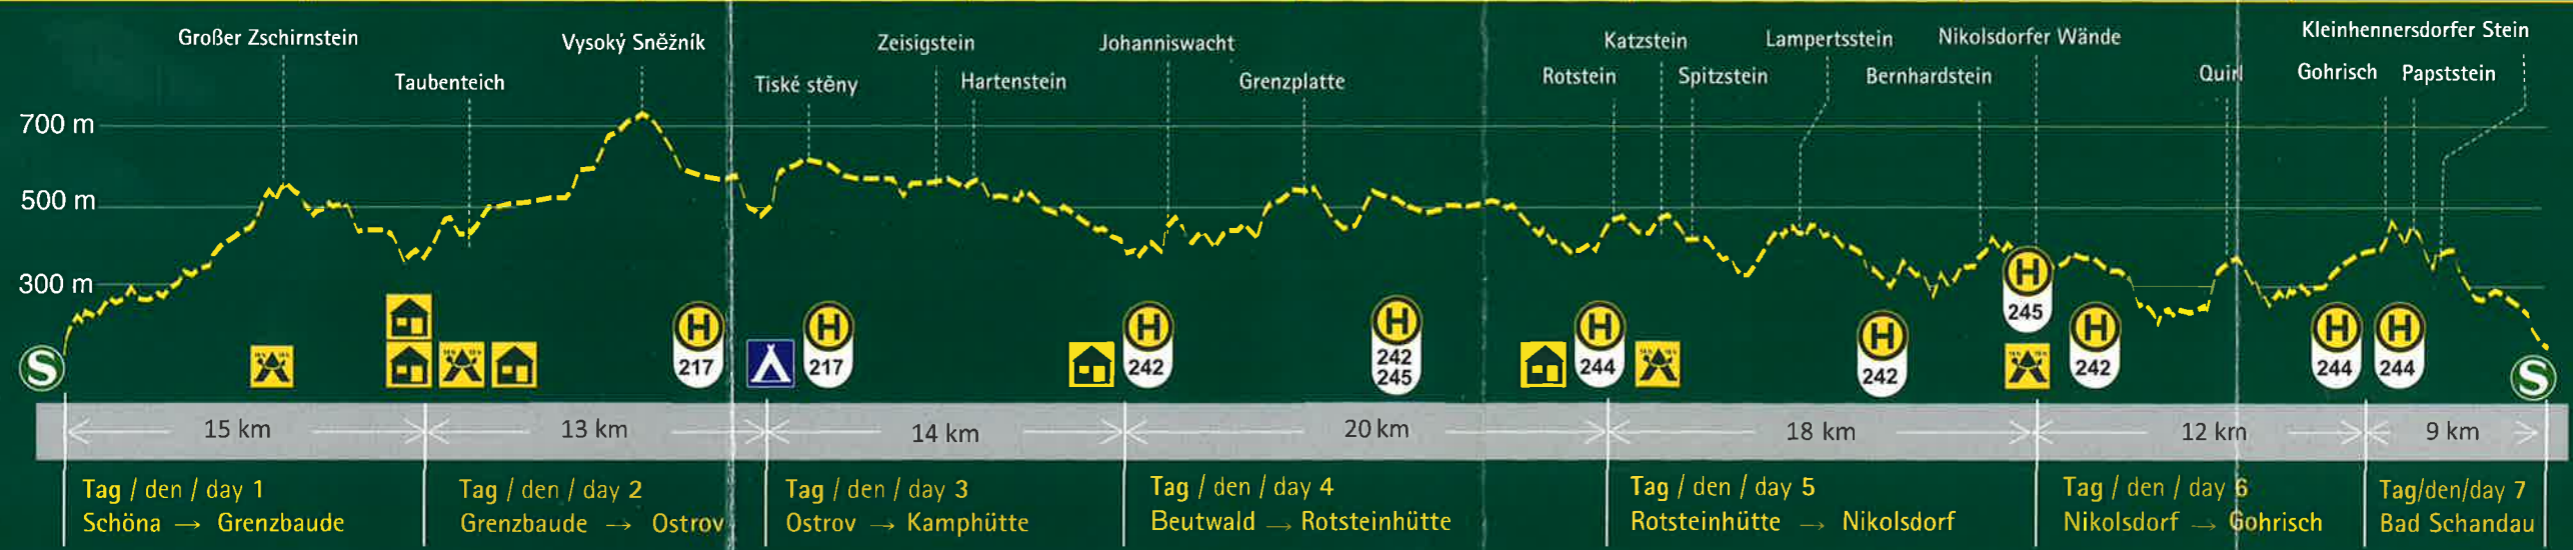 Großer Zschirnstein
Taubenteich
Vysoký Sněžník
Tiské stěny
Zeisigstein
Hartenstein
Johanniswacht
Grenzplatte
Rotstein
Katzstein
Spitzstein
Lampertsstein
Bernhardstein
Nikolsdorfer Wände
Quirl
Gohrisch
Papststein
Kleinhennersdorfer Stein
700 m
500 m
300 m
S
H
217
H
217
H
242
H
242
245
H
244
H
242
H
245
H
242
H
244
H
244
S
15 km
13 km
14 km
20 km
18 km
12 km
9 km
Tag / den / day 1
Schöna → Grenzbaude
Tag / den / day 2
Grenzbaude → Ostrov
Tag / den / day 3
Ostrov → Kamphütte
Tag / den / day 4
Beutwald → Rotsteinhütte
Tag / den / day 5
Rotsteinhütte → Nikolsdorf
Tag / den / day 6
Nikolsdorf → Gohrisch
Tag/den/day 7
Bad Schandau